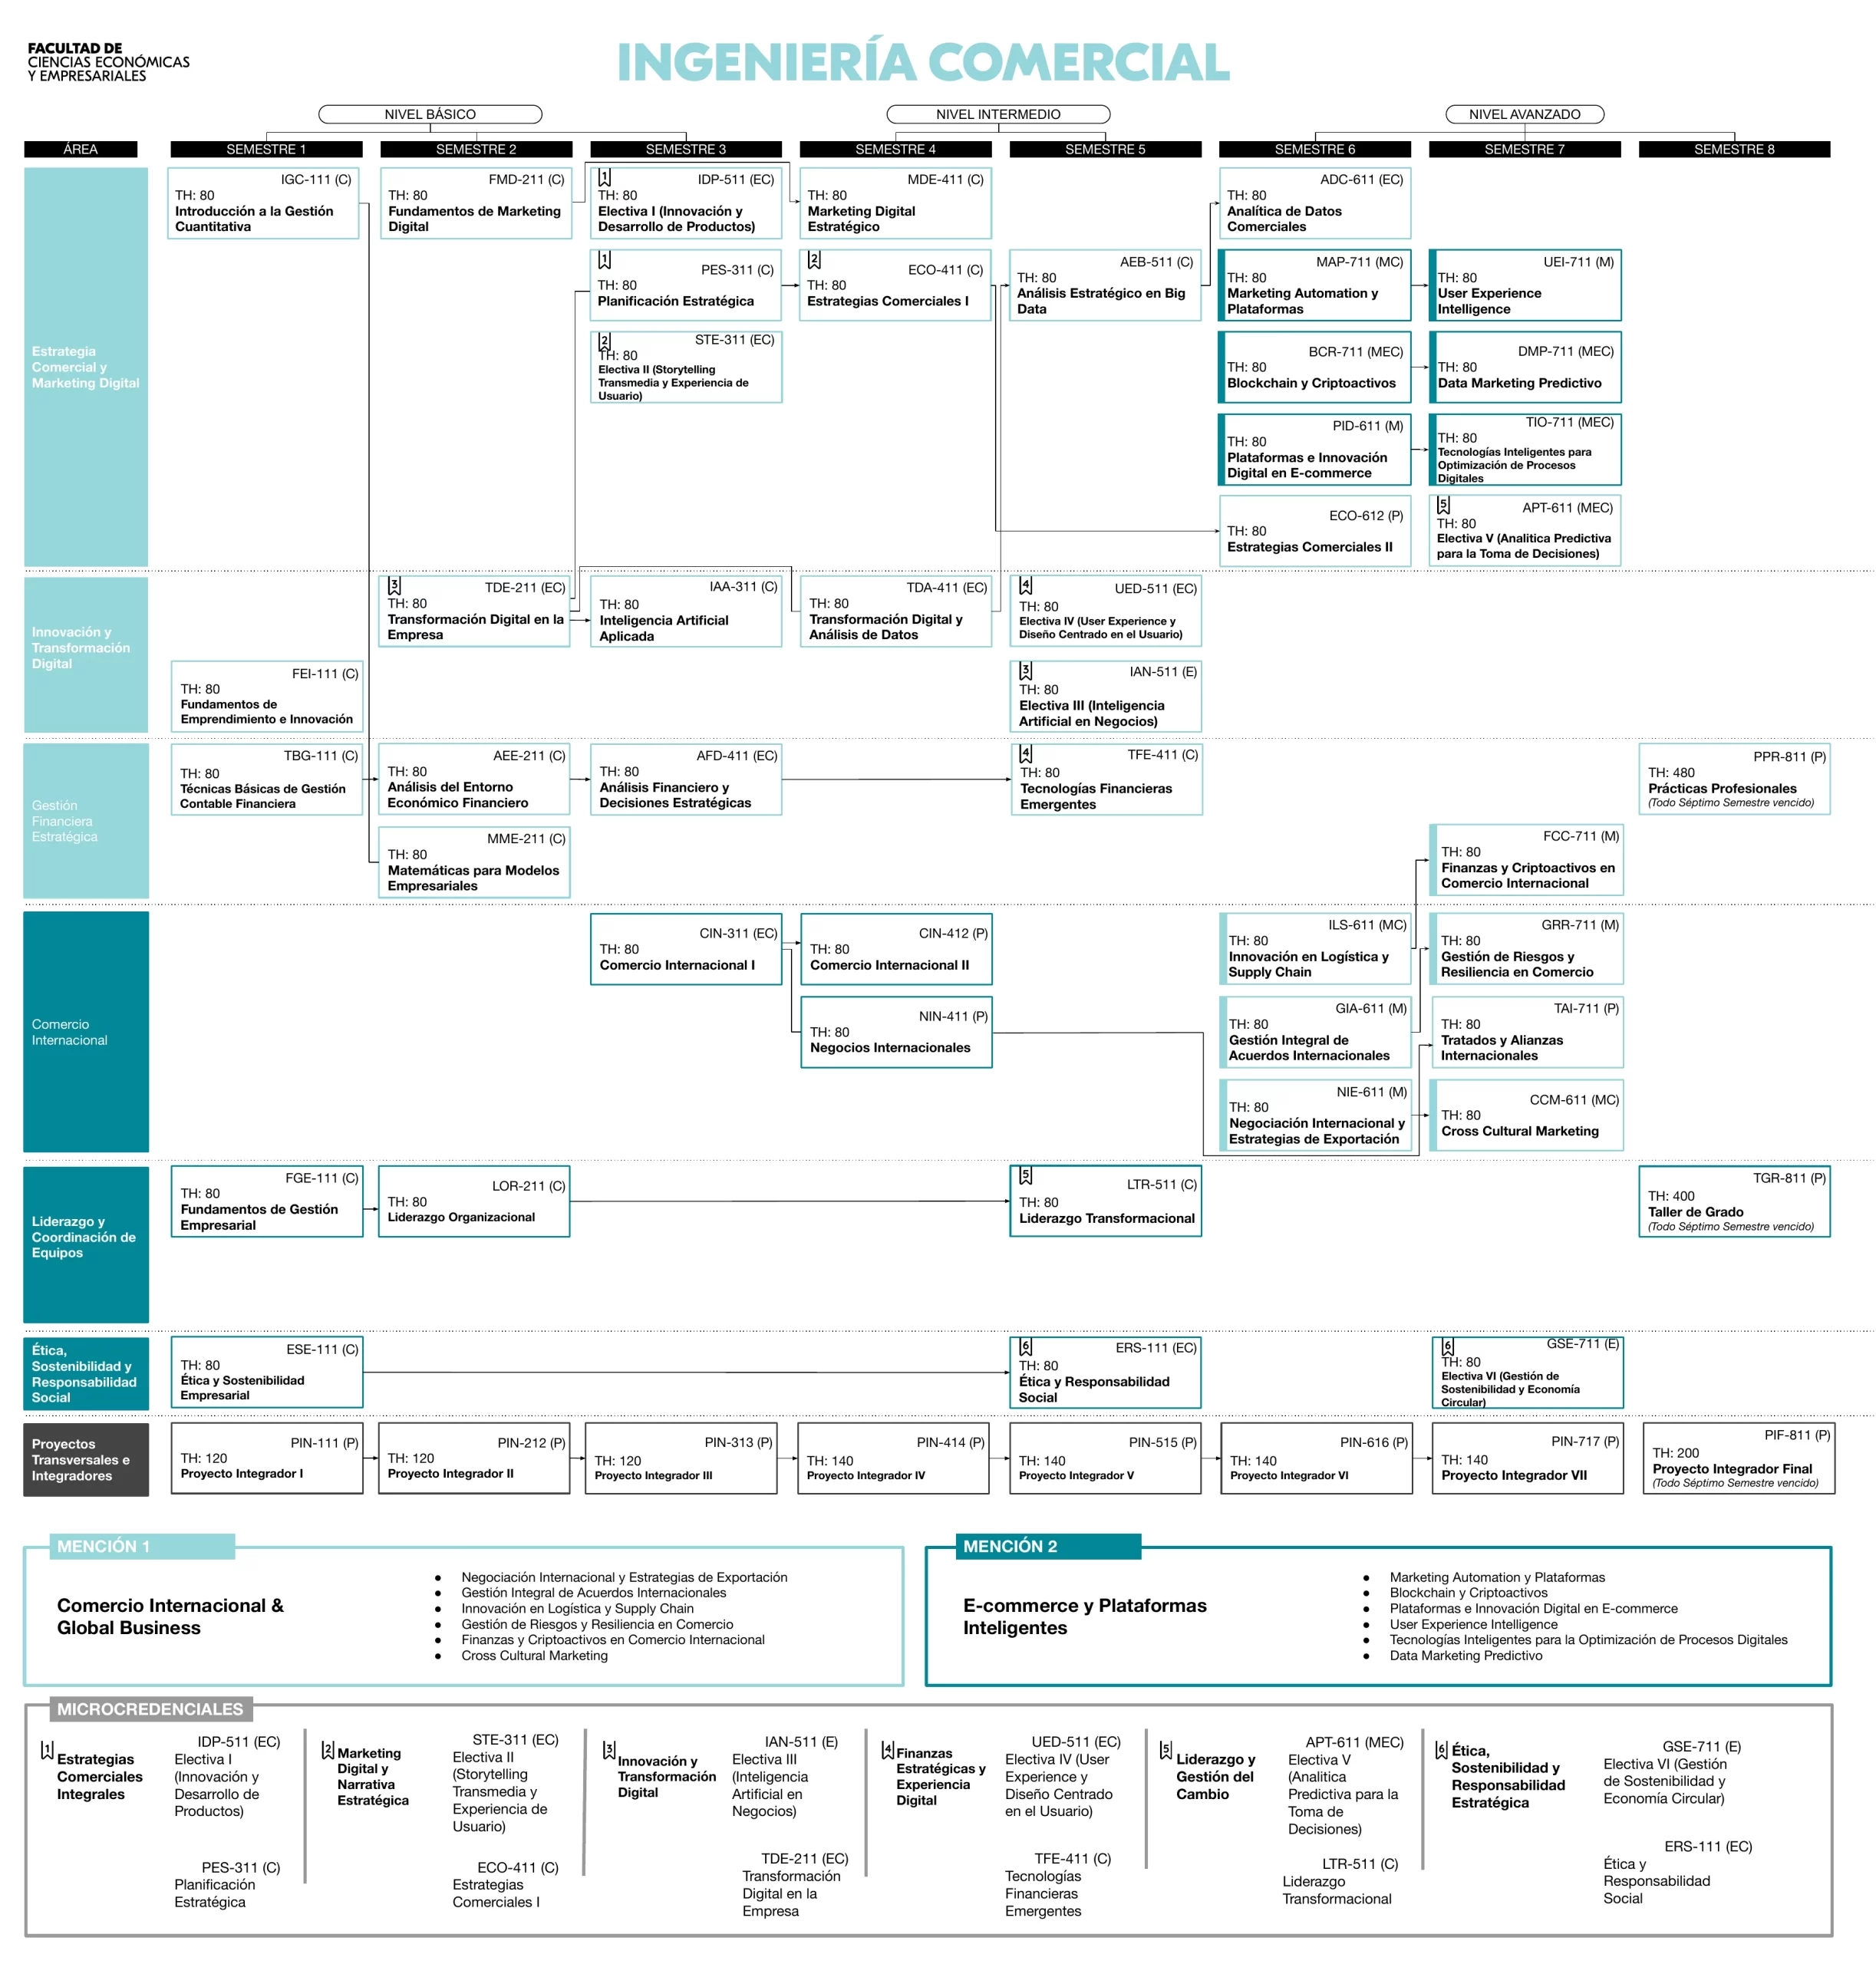 FACULTAD DE
CIENCIAS ECONÓMICAS
Y EMPRESARIALES
INGENIERÍA COMERCIAL
NIVEL BÁSICO
NIVEL INTERMEDIO
NIVEL AVANZADO
ÁREA
SEMESTRE 1
SEMESTRE 2
SEMESTRE 3
SEMESTRE 4
SEMESTRE 5
SEMESTRE 6
SEMESTRE 7
SEMESTRE 8
Estrategia
Comercial y
Marketing Digital
IGC-111 (C)
TH: 80
Introducción a la Gestión
Cuantitativa
FMD-211 (C)
TH: 80
Fundamentos de Marketing
Digital
1
IDP-511 (EC)
TH: 80
Electiva I (Innovación y
Desarrollo de Productos)
MDE-411 (C)
TH: 80
Marketing Digital
Estratégico
ADC-611 (EC)
TH: 80
Analítica de Datos
Comerciales
1
PES-311 (C)
TH: 80
Planificación Estratégica
2
ECO-411 (C)
TH: 80
Estrategias Comerciales I
AEB-511 (C)
TH: 80
Análisis Estratégico en Big
Data
MAP-711 (MC)
TH: 80
Marketing Automation y
Plataformas
UEI-711 (M)
TH: 80
User Experience
Intelligence
2
STE-311 (EC)
TH: 80
Electiva II (Storytelling
Transmedia y Experiencia de
Usuario)
BCR-711 (MEC)
TH: 80
Blockchain y Criptoactivos
DMP-711 (MEC)
TH: 80
Data Marketing Predictivo
PID-611 (M)
TH: 80
Plataformas e Innovación
Digital en E-commerce
TIO-711 (MEC)
TH: 80
Tecnologías Inteligentes para
Optimización de Procesos
Digitales
ECO-612 (P)
TH: 80
Estrategias Comerciales II
5
APT-611 (MEC)
TH: 80
Electiva V (Analitica Predictiva
para la Toma de Decisiones)
Innovación y
Transformación
Digital
3
TDE-211 (EC)
TH: 80
Transformación Digital en la
Empresa
IAA-311 (C)
TH: 80
Inteligencia Artificial
Aplicada
TDA-411 (EC)
TH: 80
Transformación Digital y
Análisis de Datos
4
UED-511 (EC)
TH: 80
Electiva IV (User Experience y
Diseño Centrado en el Usuario)
FEI-111 (C)
TH: 80
Fundamentos de
Emprendimiento e Innovación
3
IAN-511 (E)
TH: 80
Electiva III (Inteligencia
Artificial en Negocios)
Gestión
Financiera
Estratégica
TBG-111 (C)
TH: 80
Técnicas Básicas de Gestión
Contable Financiera
AEE-211 (C)
TH: 80
Análisis del Entorno
Económico Financiero
AFD-411 (EC)
TH: 80
Análisis Financiero y
Decisiones Estratégicas
4
TFE-411 (C)
TH: 80
Tecnologías Financieras
Emergentes
PPR-811 (P)
TH: 480
Prácticas Profesionales
(Todo Séptimo Semestre vencido)
MME-211 (C)
TH: 80
Matemáticas para Modelos
Empresariales
FCC-711 (M)
TH: 80
Finanzas y Criptoactivos en
Comercio Internacional
Comercio
Internacional
CIN-311 (EC)
TH: 80
Comercio Internacional I
CIN-412 (P)
TH: 80
Comercio Internacional II
ILS-611 (MC)
TH: 80
Innovación en Logística y
Supply Chain
GRR-711 (M)
TH: 80
Gestión de Riesgos y
Resiliencia en Comercio
NIN-411 (P)
TH: 80
Negocios Internacionales
GIA-611 (M)
TH: 80
Gestión Integral de
Acuerdos Internacionales
TAI-711 (P)
TH: 80
Tratados y Alianzas
Internacionales
NIE-611 (M)
TH: 80
Negociación Internacional y
Estrategias de Exportación
CCM-611 (MC)
TH: 80
Cross Cultural Marketing
Liderazgo y
Coordinación de
Equipos
FGE-111 (C)
TH: 80
Fundamentos de Gestión
Empresarial
LOR-211 (C)
TH: 80
Liderazgo Organizacional
5
LTR-511 (C)
TH: 80
Liderazgo Transformacional
TGR-811 (P)
TH: 400
Taller de Grado
(Todo Séptimo Semestre vencido)
Ética,
Sostenibilidad y
Responsabilidad
Social
ESE-111 (C)
TH: 80
Ética y Sostenibilidad
Empresarial
6
ERS-111 (EC)
TH: 80
Ética y Responsabilidad
Social
6
GSE-711 (E)
TH: 80
Electiva VI (Gestión de
Sostenibilidad y Economía
Circular)
Proyectos
Transversales e
Integradores
PIN-111 (P)
TH: 120
Proyecto Integrador I
PIN-212 (P)
TH: 120
Proyecto Integrador II
PIN-313 (P)
TH: 120
Proyecto Integrador III
PIN-414 (P)
TH: 140
Proyecto Integrador IV
PIN-515 (P)
TH: 140
Proyecto Integrador V
PIN-616 (P)
TH: 140
Proyecto Integrador VI
PIN-717 (P)
TH: 140
Proyecto Integrador VII
PIF-811 (P)
TH: 200
Proyecto Integrador Final
(Todo Séptimo Semestre vencido)
MENCIÓN 1
Comercio Internacional &
Global Business
● Negociación Internacional y Estrategias de Exportación
● Gestión Integral de Acuerdos Internacionales
● Innovación en Logística y Supply Chain
● Gestión de Riesgos y Resiliencia en Comercio
● Finanzas y Criptoactivos en Comercio Internacional
● Cross Cultural Marketing
MENCIÓN 2
E-commerce y Plataformas
Inteligentes
● Marketing Automation y Plataformas
● Blockchain y Criptoactivos
● Plataformas e Innovación Digital en E-commerce
● User Experience Intelligence
● Tecnologías Inteligentes para la Optimización de Procesos Digitales
● Data Marketing Predictivo
MICROCREDENCIALES
1
Estrategias
Comerciales
Integrales
IDP-511 (EC)
Electiva I
(Innovación y
Desarrollo de
Productos)
PES-311 (C)
Planificación
Estratégica
2
Marketing
Digital y
Narrativa
Estratégica
STE-311 (EC)
Electiva II
(Storytelling
Transmedia y
Experiencia de
Usuario)
ECO-411 (C)
Estrategias
Comerciales I
3
Innovación y
Transformación
Digital
IAN-511 (E)
Electiva III
(Inteligencia
Artificial en
Negocios)
TDE-211 (EC)
Transformación
Digital en la
Empresa
4
Finanzas
Estratégicas y
Experiencia
Digital
UED-511 (EC)
Electiva IV (User
Experience y
Diseño Centrado
en el Usuario)
TFE-411 (C)
Tecnologías
Financieras
Emergentes
5
Liderazgo y
Gestión del
Cambio
APT-611 (MEC)
Electiva V
(Analitica
Predictiva para la
Toma de
Decisiones)
LTR-511 (C)
Liderazgo
Transformacional
6
Ética,
Sostenibilidad y
Responsabilidad
Estratégica
GSE-711 (E)
Electiva VI (Gestión
de Sostenibilidad y
Economía Circular)
ERS-111 (EC)
Ética y
Responsabilidad
Social